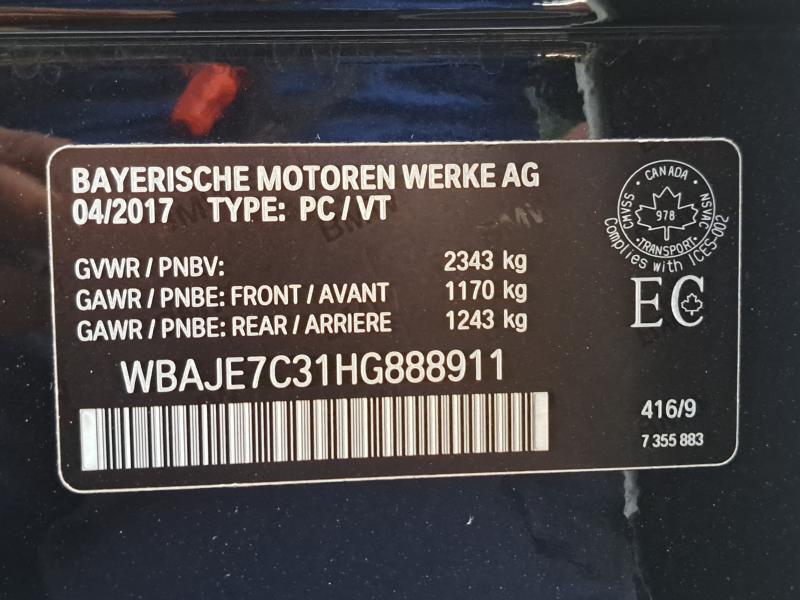 BAYERISCHE MOTOREN WERKE AG
04/2017 TYPE: PC / VT
GVWR / PNBV: 2343 kg
GAWR / PNBE: FRONT / AVANT 1170 kg
GAWR / PNBE: REAR / ARRIERE 1243 kg
WBAJE7C31HG888911
CANADA
CMVSS 978 NSVAC
TRANSPORT
Complies with ICES-002
EC
416/9
7 355 883